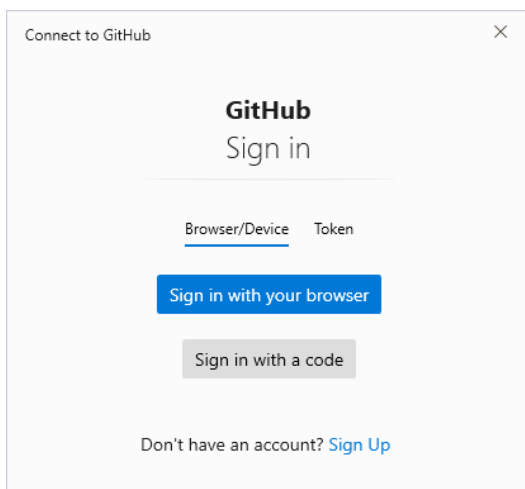 Connect to GitHub
GitHub
Sign in
Browser/Device Token
Sign in with your browser
Sign in with a code
Don't have an account? Sign Up